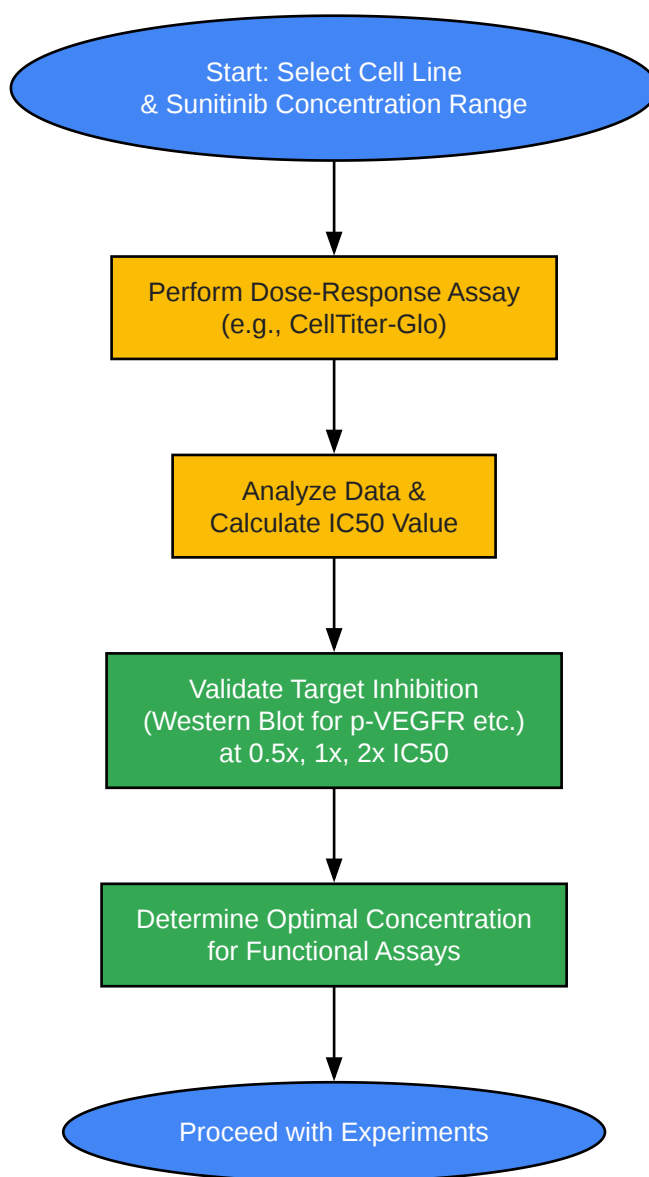 Start: Select Cell Line
& Sunitinib Concentration Range
Perform Dose-Response Assay
(e.g., CellTiter-Glo)
Analyze Data &
Calculate IC50 Value
Validate Target Inhibition
(Western Blot for p-VEGFR etc.)
at 0.5x, 1x, 2x IC50
Determine Optimal Concentration
for Functional Assays
Proceed with Experiments